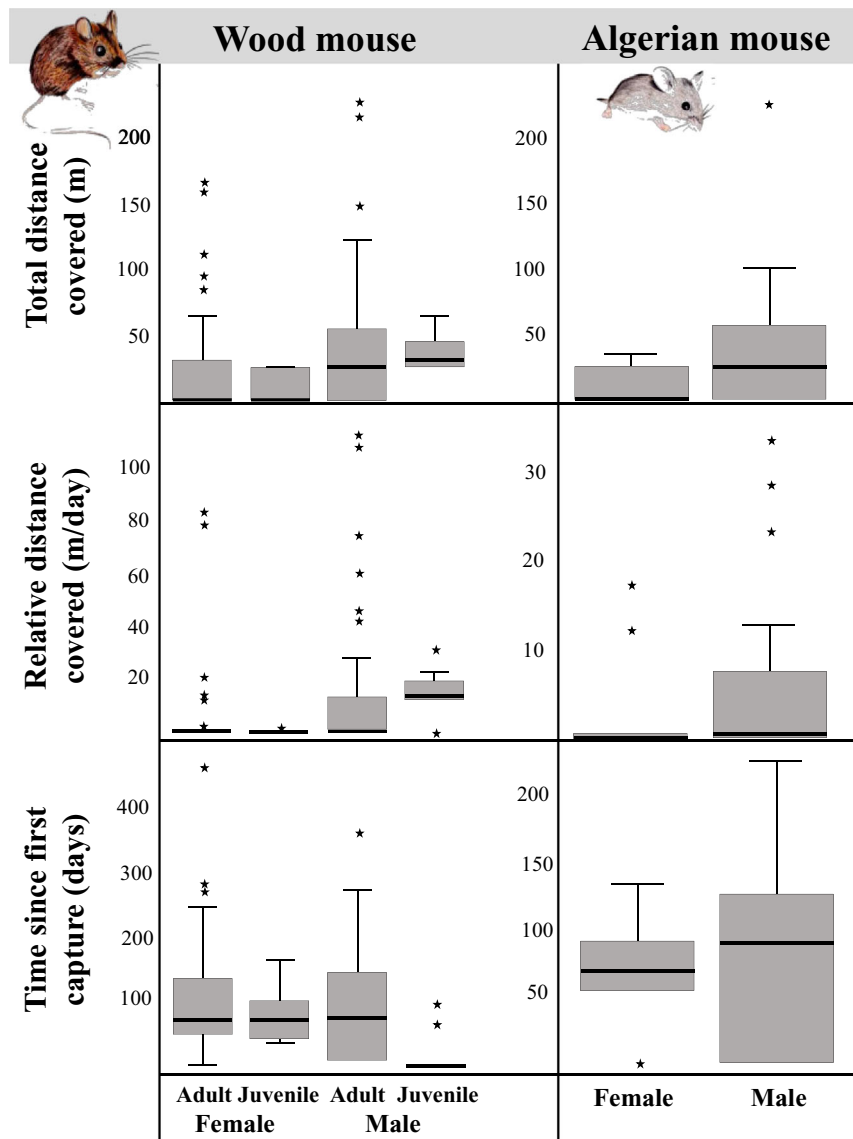 Wood mouse
Algerian mouse
Total distance
covered (m)
200
150
100
50
200
150
100
50
Relative distance
covered (m/day)
100
80
60
40
20
30
20
10
Time since first
capture (days)
400
300
200
100
200
150
100
50
Adult Juvenile Adult Juvenile
Female Male
Female Male